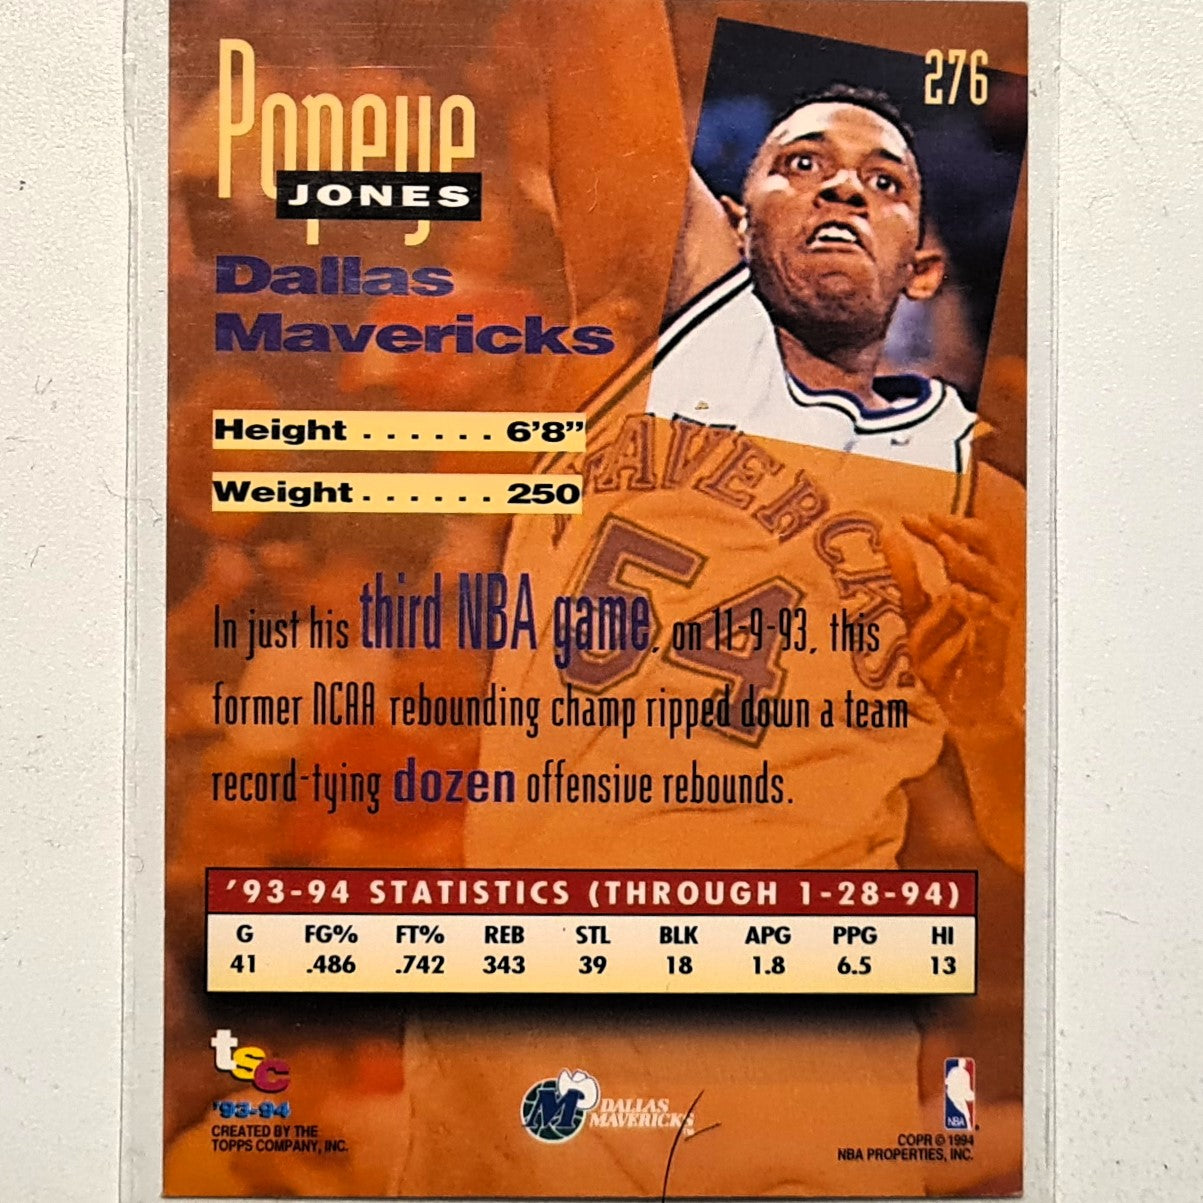 276
Popeye
JONES
Dallas
Mavericks
Height . . . . . . 6'8"
Weight . . . . . . 250
MAVERICKS
54
In just his third NBA game, on 11-9-93, this
former NCAA rebounding champ ripped down a team
record-tying dozen offensive rebounds.
'93-94 STATISTICS (THROUGH 1-28-94)
G FG% FT% REB STL BLK APG PPG HI
41 .486 .742 343 39 18 1.8 6.5 13
tsc
'93-94
CREATED BY THE
TOPPS COMPANY, INC.
M
DALLAS
MAVERICKS
NBA
COPR © 1994
NBA PROPERTIES, INC.